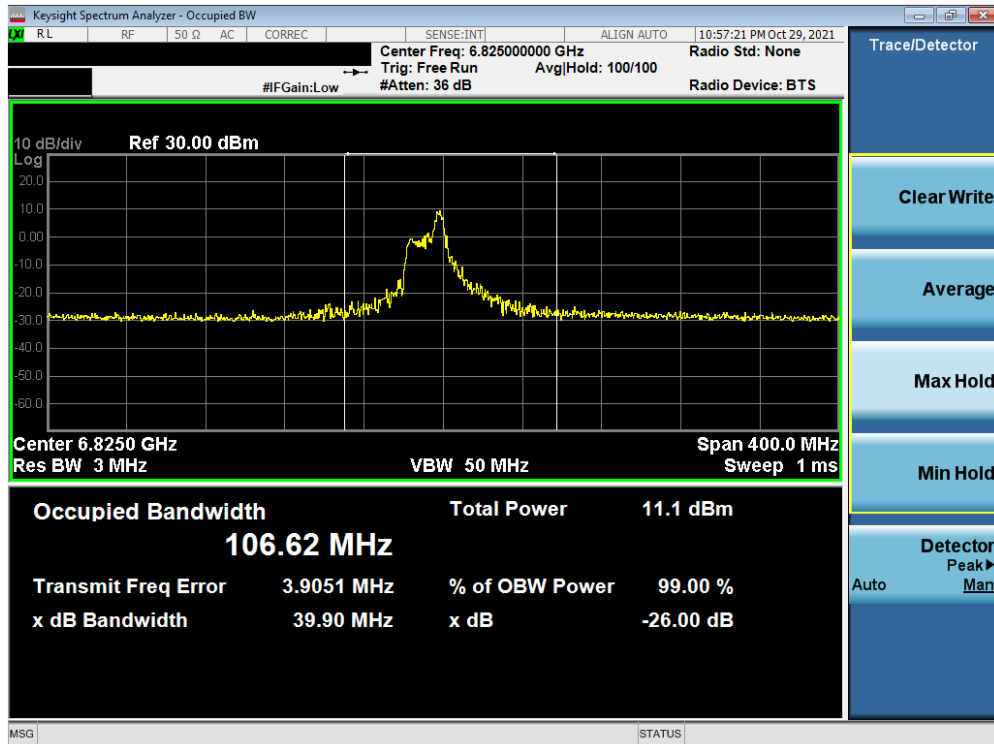 Keysight Spectrum Analyzer - Occupied BW
LXI RL RF 50 Ω AC CORREC SENSE:INT ALIGN AUTO 10:57:21 PM Oct 29, 2021
Center Freq: 6.825000000 GHz Radio Std: None
Trig: Free Run Avg|Hold: 100/100
#IFGain:Low #Atten: 36 dB Radio Device: BTS
Trace/Detector
10 dB/div Ref 30.00 dBm
Log
20.0
10.0
0.00
-10.0
-20.0
-30.0
-40.0
-50.0
-60.0
Center 6.8250 GHz Span 400.0 MHz
Res BW 3 MHz VBW 50 MHz Sweep 1 ms
Occupied Bandwidth Total Power 11.1 dBm
106.62 MHz
Transmit Freq Error 3.9051 MHz % of OBW Power 99.00 %
x dB Bandwidth 39.90 MHz x dB -26.00 dB
Clear Write
Average
Max Hold
Min Hold
Detector
Peak▶
Auto Man
MSG STATUS